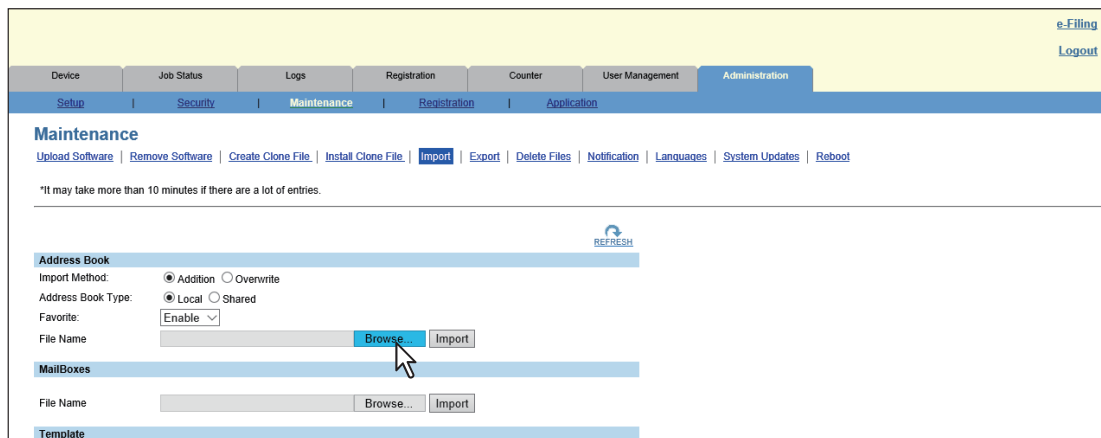 e-Filing
Logout
Device Job Status Logs Registration Counter User Management Administration
Setup | Security | Maintenance | Registration | Application
Maintenance
Upload Software | Remove Software | Create Clone File | Install Clone File | Import | Export | Delete Files | Notification | Languages | System Updates | Reboot
*It may take more than 10 minutes if there are a lot of entries.
REFRESH
Address Book
Import Method: Addition Overwrite
Address Book Type: Local Shared
Favorite: Enable
File Name Browse... Import
MailBoxes
File Name Browse... Import
Template